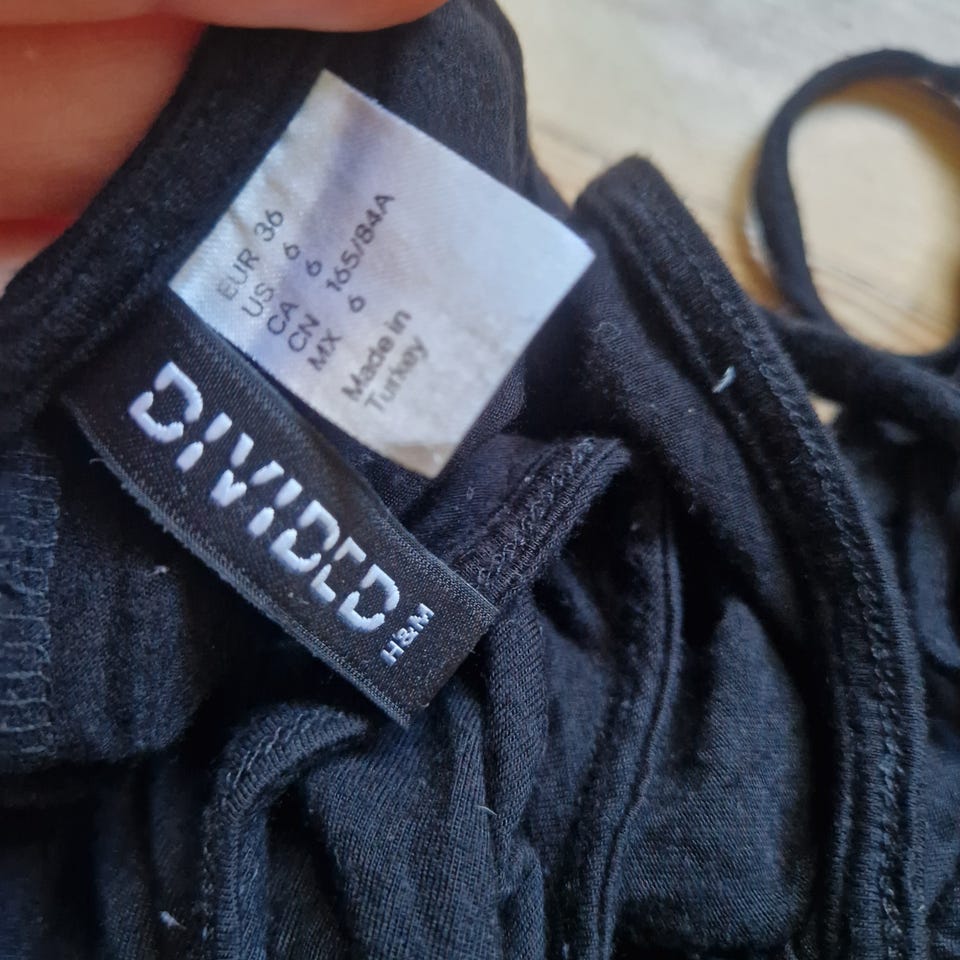 EUR 36
US 6
CA 6
CN 165/84A
MX 6
Made in
Turkey
DIVIDED
H&M